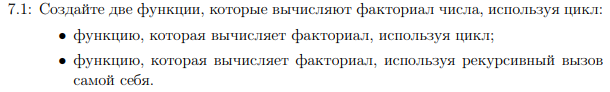 7.1: Создайте две функции, которые вычисляют факториал числа, используя цикл:
• функцию, которая вычисляет факториал, используя цикл;
• функцию, которая вычисляет факториал, используя рекурсивный вызов
самой себя.